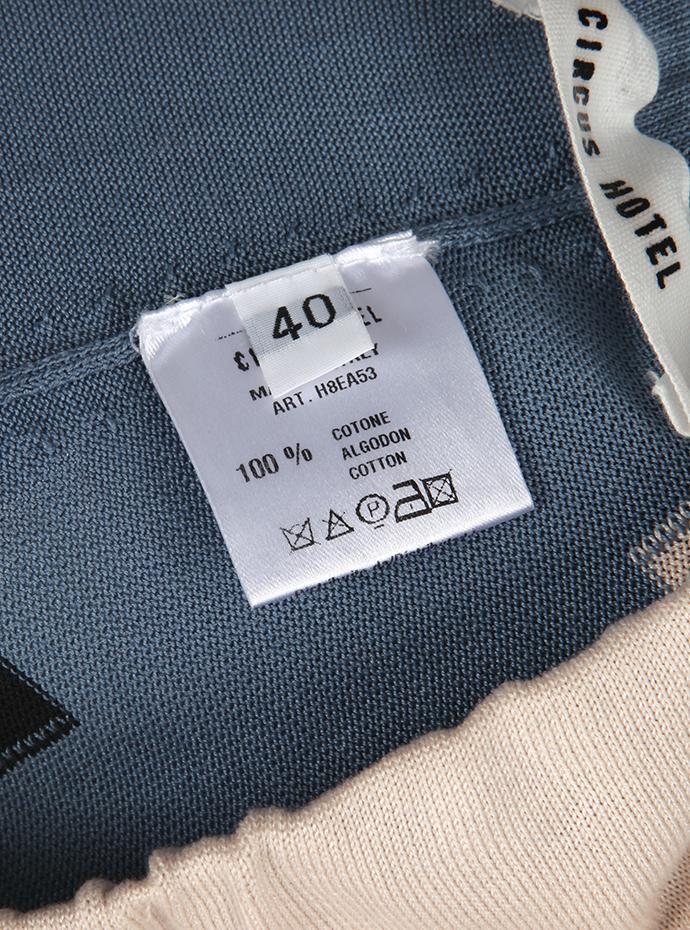 CIRCUS HOTEL
40
ART. H8EA53
100 % COTONE
ALGODON
COTTON
P